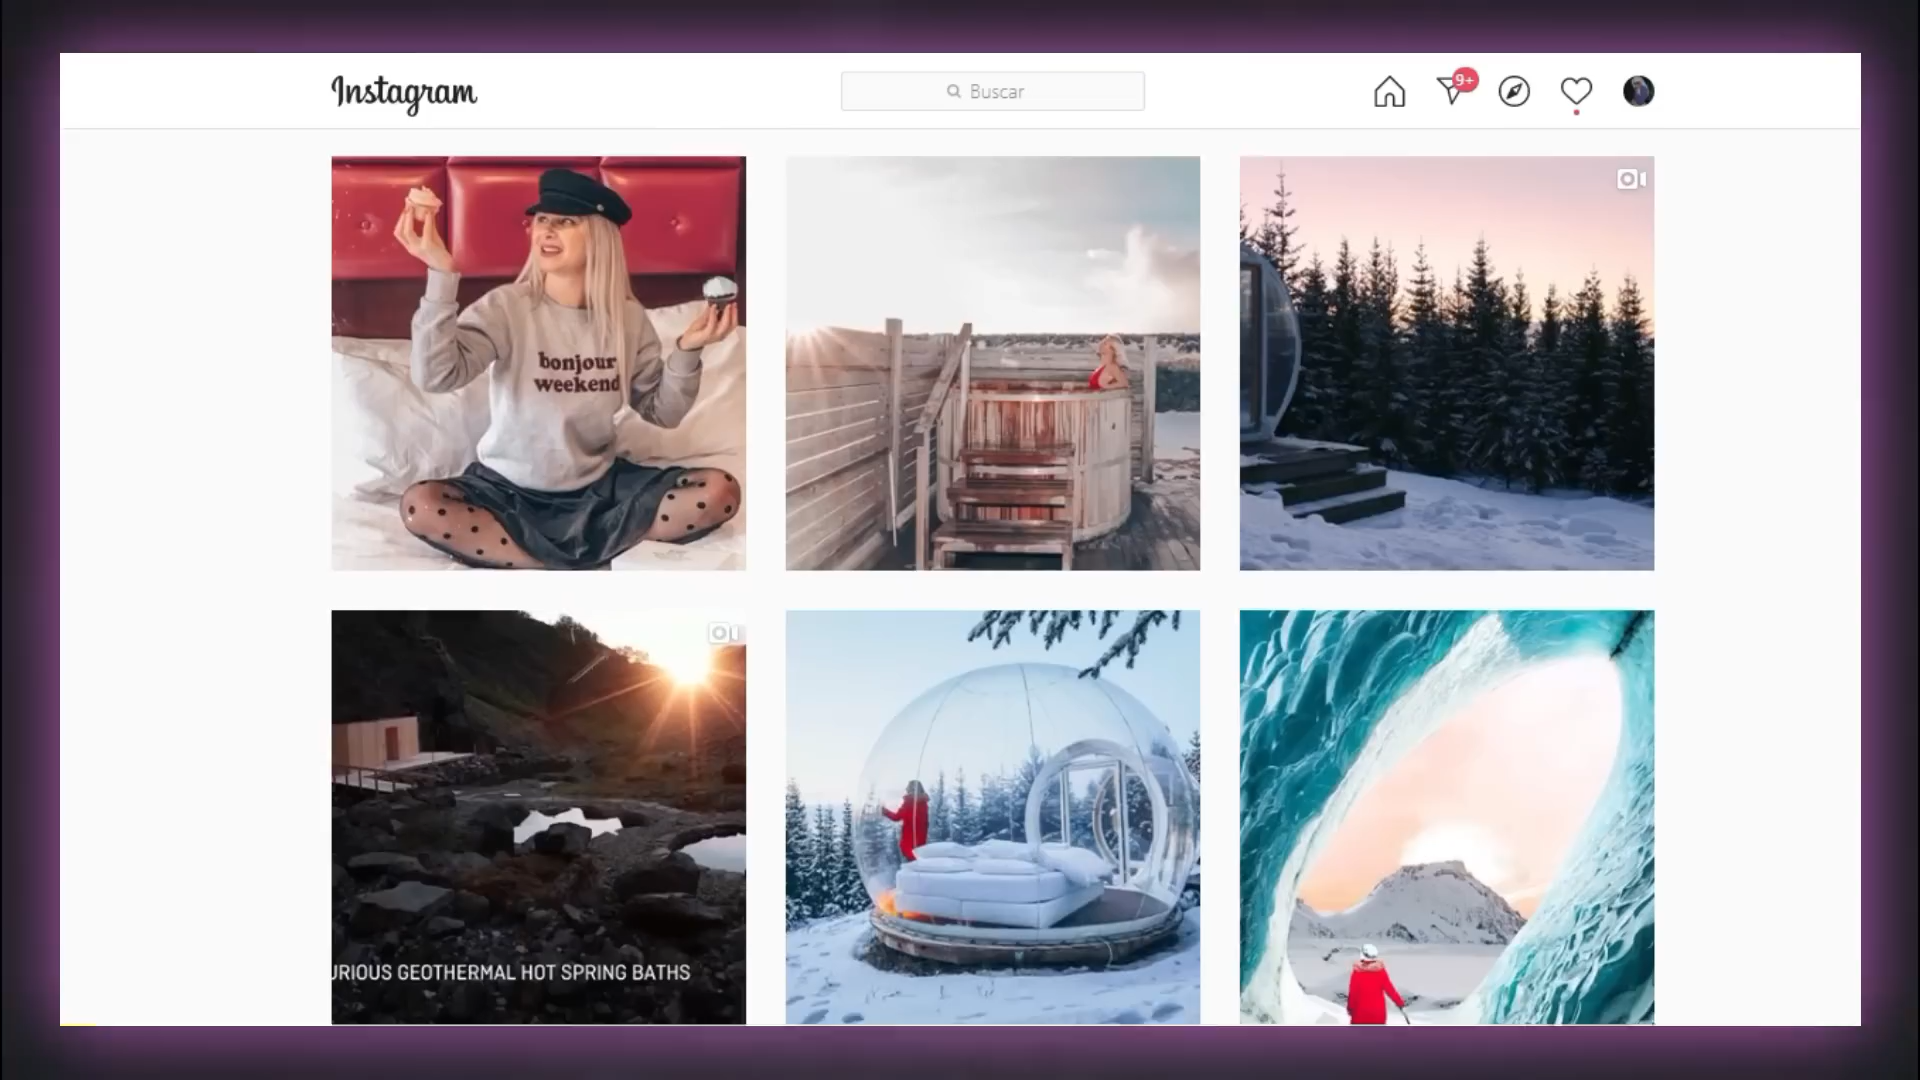 Instagram
Buscar
9+
bonjour
weekend
URIOUS GEOTHERMAL HOT SPRING BATHS